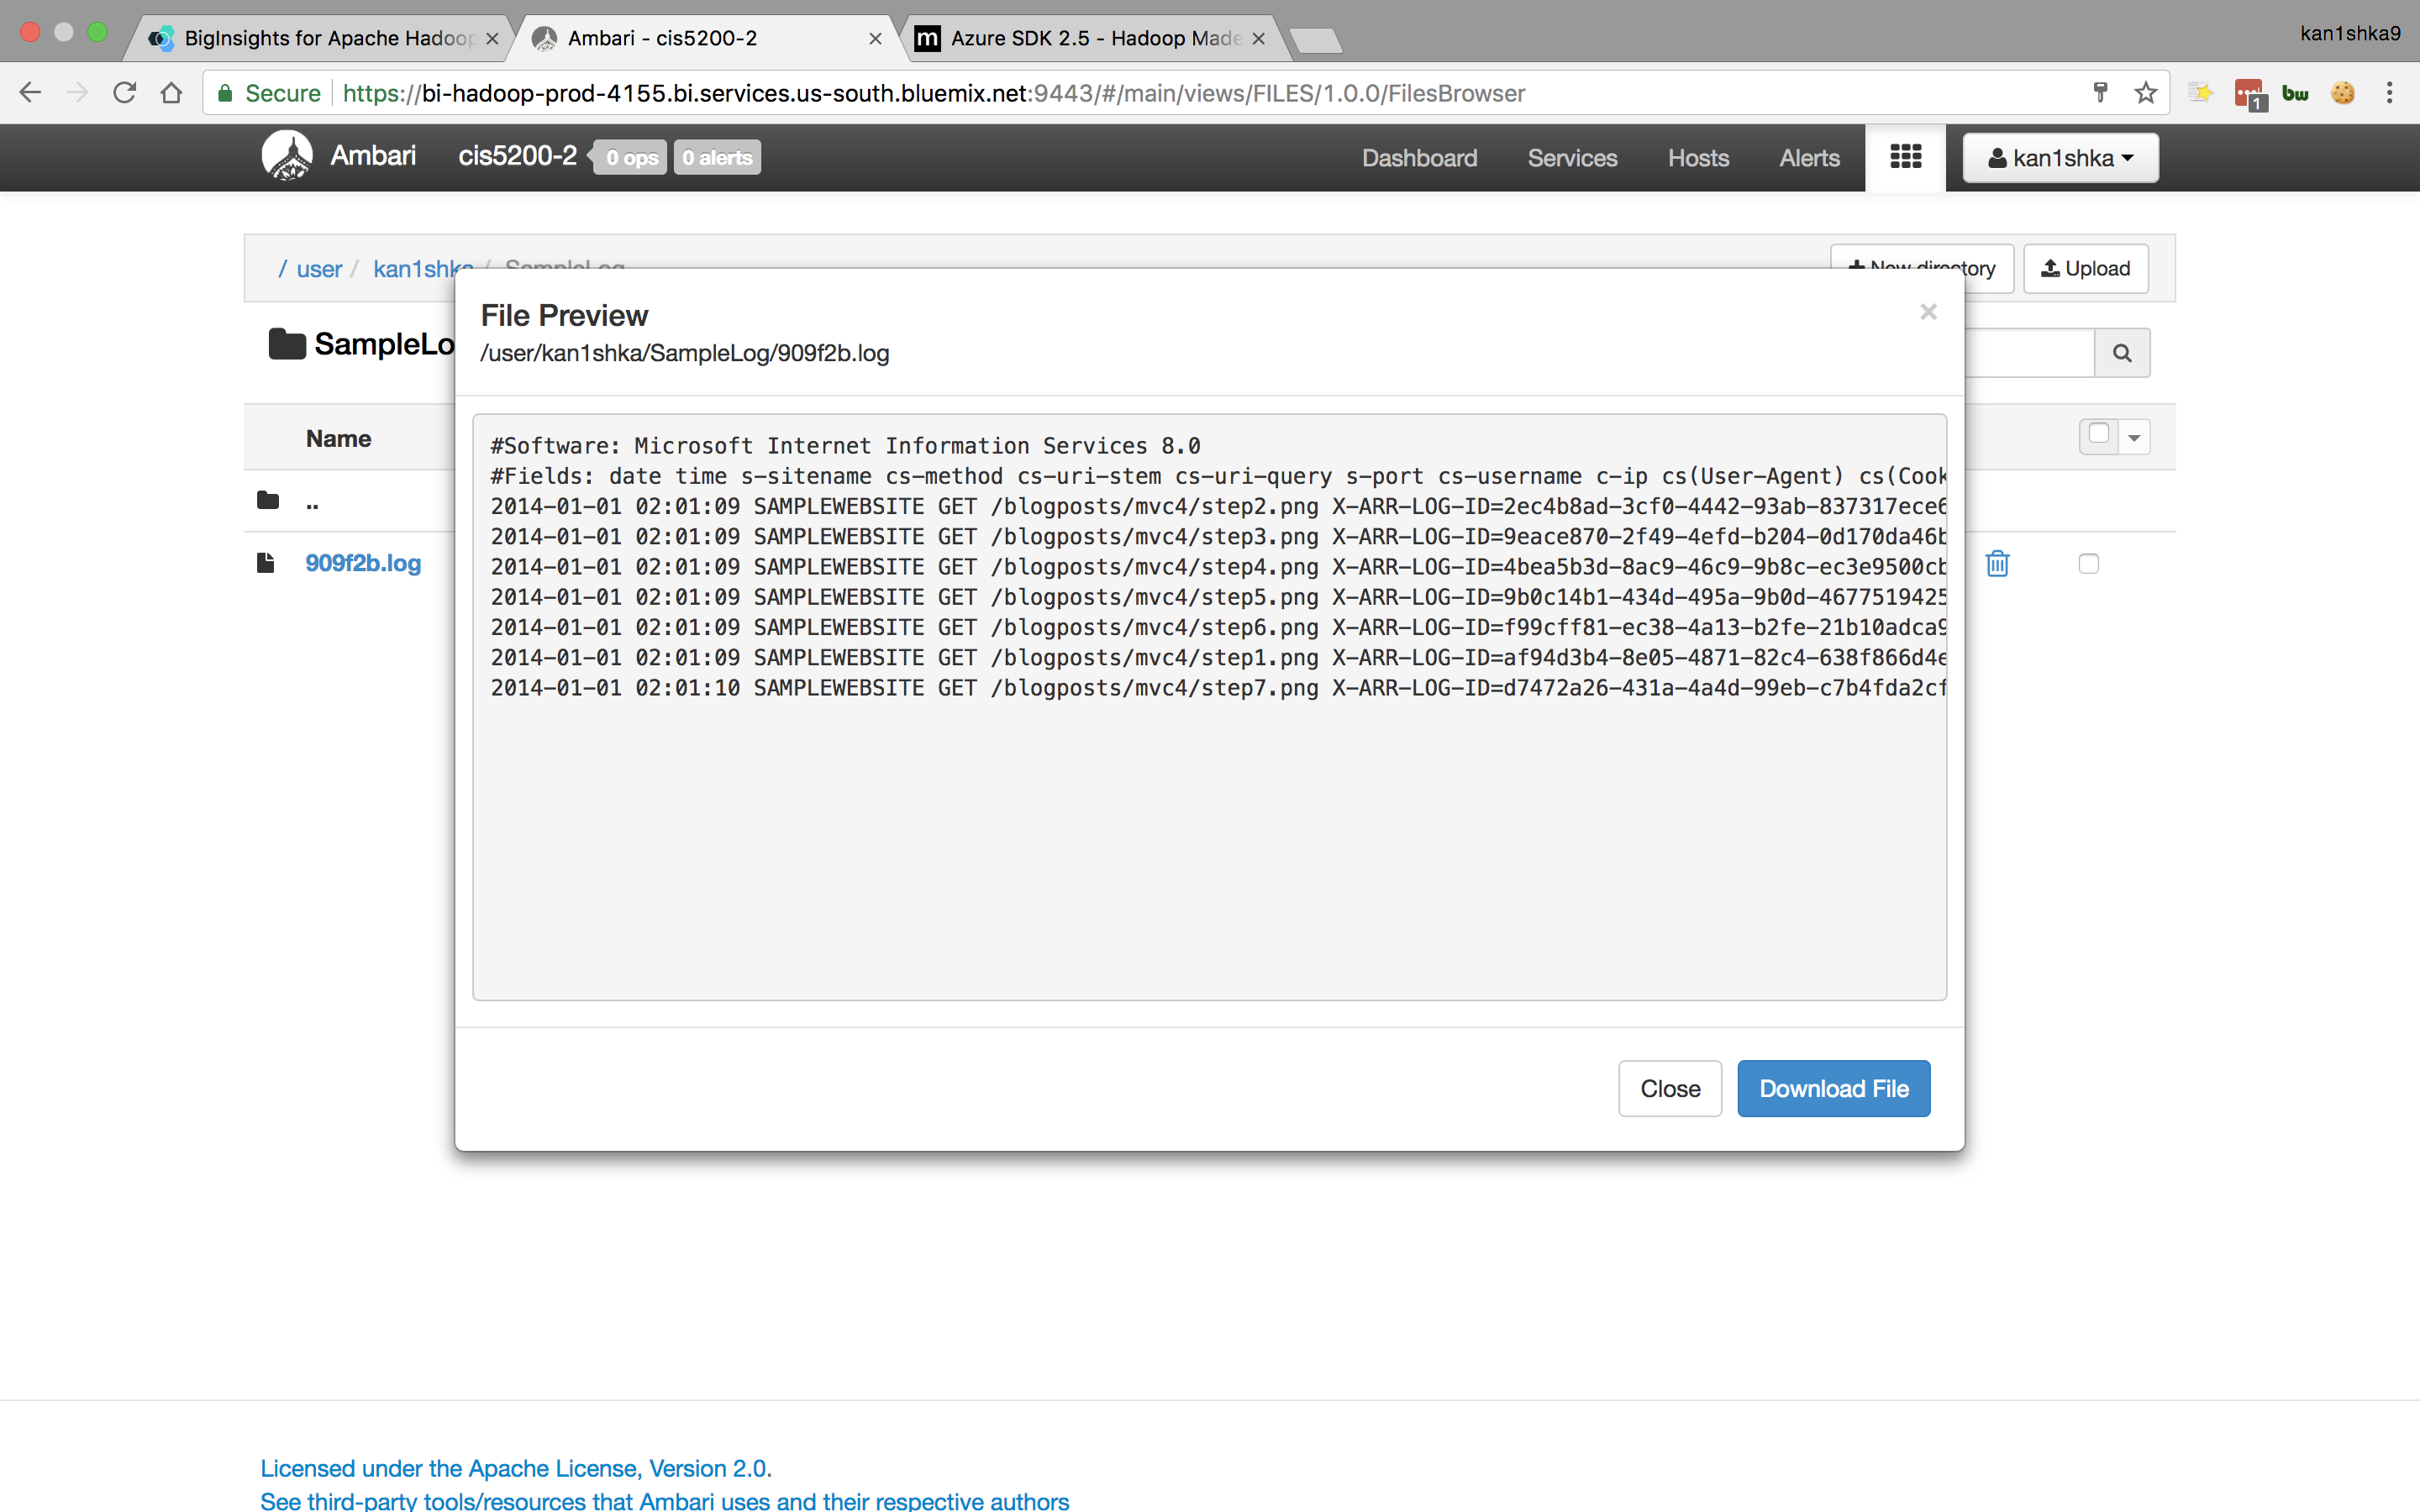 BigInsights for Apache Hadoop
Ambari - cis5200-2
m Azure SDK 2.5 - Hadoop Made
kan1shka9
Secure https://bi-hadoop-prod-4155.bi.services.us-south.bluemix.net:9443/#/main/views/FILES/1.0.0/FilesBrowser
1 bw
Ambari cis5200-2 0 ops 0 alerts Dashboard Services Hosts Alerts kan1shka
/ user / kan1shka / SampleLog New directory Upload
SampleLo
File Preview
/user/kan1shka/SampleLog/909f2b.log
Name
..
909f2b.log
#Software: Microsoft Internet Information Services 8.0
#Fields: date time s-sitename cs-method cs-uri-stem cs-uri-query s-port cs-username c-ip cs(User-Agent) cs(Cook
2014-01-01 02:01:09 SAMPLEWEBSITE GET /blogposts/mvc4/step2.png X-ARR-LOG-ID=2ec4b8ad-3cf0-4442-93ab-837317ece6
2014-01-01 02:01:09 SAMPLEWEBSITE GET /blogposts/mvc4/step3.png X-ARR-LOG-ID=9eace870-2f49-4efd-b204-0d170da46b
2014-01-01 02:01:09 SAMPLEWEBSITE GET /blogposts/mvc4/step4.png X-ARR-LOG-ID=4bea5b3d-8ac9-46c9-9b8c-ec3e9500cb
2014-01-01 02:01:09 SAMPLEWEBSITE GET /blogposts/mvc4/step5.png X-ARR-LOG-ID=9b0c14b1-434d-495a-9b0d-4677519425
2014-01-01 02:01:09 SAMPLEWEBSITE GET /blogposts/mvc4/step6.png X-ARR-LOG-ID=f99cff81-ec38-4a13-b2fe-21b10adca9
2014-01-01 02:01:09 SAMPLEWEBSITE GET /blogposts/mvc4/step1.png X-ARR-LOG-ID=af94d3b4-8e05-4871-82c4-638f866d4e
2014-01-01 02:01:10 SAMPLEWEBSITE GET /blogposts/mvc4/step7.png X-ARR-LOG-ID=d7472a26-431a-4a4d-99eb-c7b4fda2cf
Close Download File
Licensed under the Apache License, Version 2.0.
See third-party tools/resources that Ambari uses and their respective authors